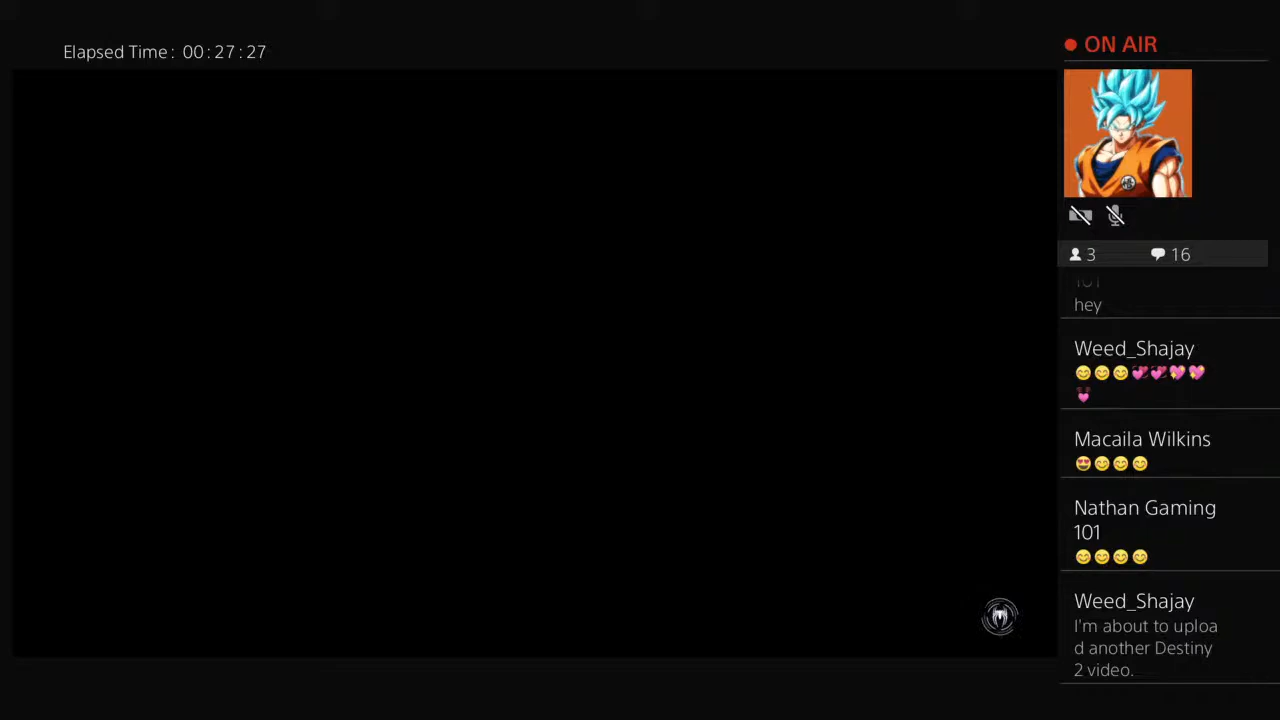 Elapsed Time: 00:27:27
ON AIR
3 16
101
hey
Weed_Shajay
Macaila Wilkins
Nathan Gaming
101
Weed_Shajay
I'm about to uploa
d another Destiny
2 video.